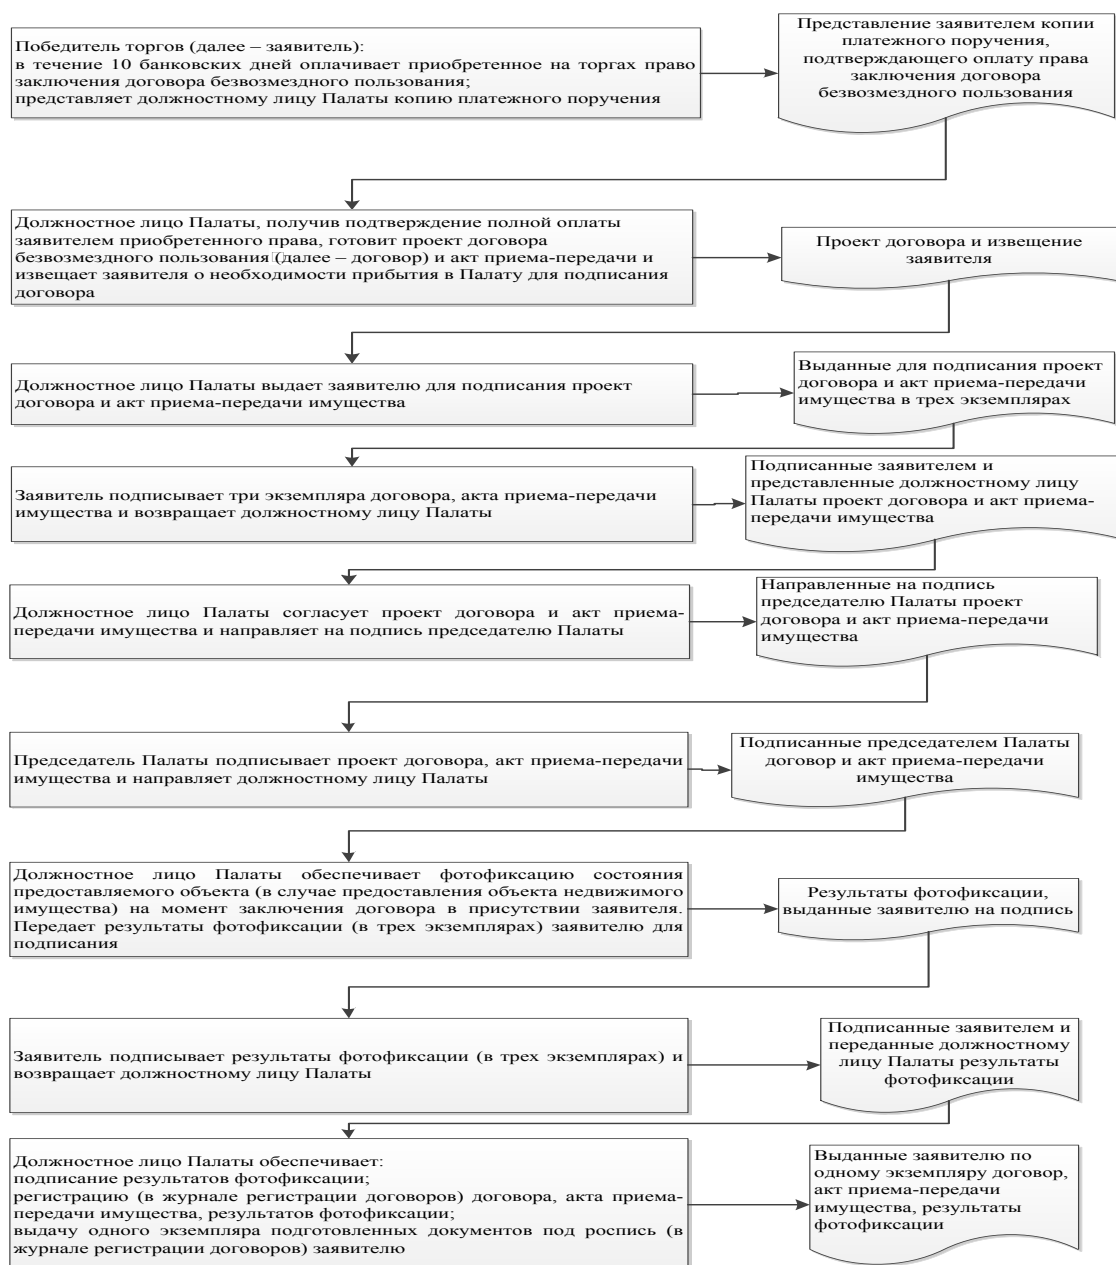 Победитель торгов (далее – заявитель):
в течение 10 банковских дней оплачивает приобретенное на торгах право
заключения договора безвозмездного пользования;
представляет должностному лицу Палаты копию платежного поручения
Представление заявителем копии
платежного поручения,
подтверждающего оплату права
заключения договора
безвозмездного пользования
Должностное лицо Палаты, получив подтверждение полной оплаты
заявителем приобретенного права, готовит проект договора
безвозмездного пользования (далее – договор) и акт приема-передачи и
извещает заявителя о необходимости прибытия в Палату для подписания
договора
Проект договора и извещение
заявителя
Должностное лицо Палаты выдает заявителю для подписания проект
договора и акт приема-передачи имущества
Выданные для подписания проект
договора и акт приема-передачи
имущества в трех экземплярах
Заявитель подписывает три экземпляра договора, акта приема-передачи
имущества и возвращает должностному лицу Палаты
Подписанные заявителем и
представленные должностному лицу
Палаты проект договора и акт приема-
передачи имущества
Должностное лицо Палаты согласует проект договора и акт приема-
передачи имущества и направляет на подпись председателю Палаты
Направленные на подпись
председателю Палаты проект
договора и акт приема-передачи
имущества
Председатель Палаты подписывает проект договора, акт приема-передачи
имущества и направляет должностному лицу Палаты
Подписанные председателем Палаты
договор и акт приема-передачи
имущества
Должностное лицо Палаты обеспечивает фотофиксацию состояния
предоставляемого объекта (в случае предоставления объекта недвижимого
имущества) на момент заключения договора в присутствии заявителя.
Передает результаты фотофиксации (в трех экземплярах) заявителю для
подписания
Результаты фотофиксации,
выданные заявителю на подпись
Заявитель подписывает результаты фотофиксации (в трех экземплярах) и
возвращает должностному лицу Палаты
Подписанные заявителем и
переданные должностному
лицу Палаты результаты
фотофиксации
Должностное лицо Палаты обеспечивает:
подписание результатов фотофиксации;
регистрацию (в журнале регистрации договоров) договора, акта приема-
передачи имущества, результатов фотофиксации;
выдачу одного экземпляра подготовленных документов под роспись (в
журнале регистрации договоров) заявителю
Выданные заявителю по
одному экземпляру договор,
акт приема-передачи
имущества, результаты
фотофиксации